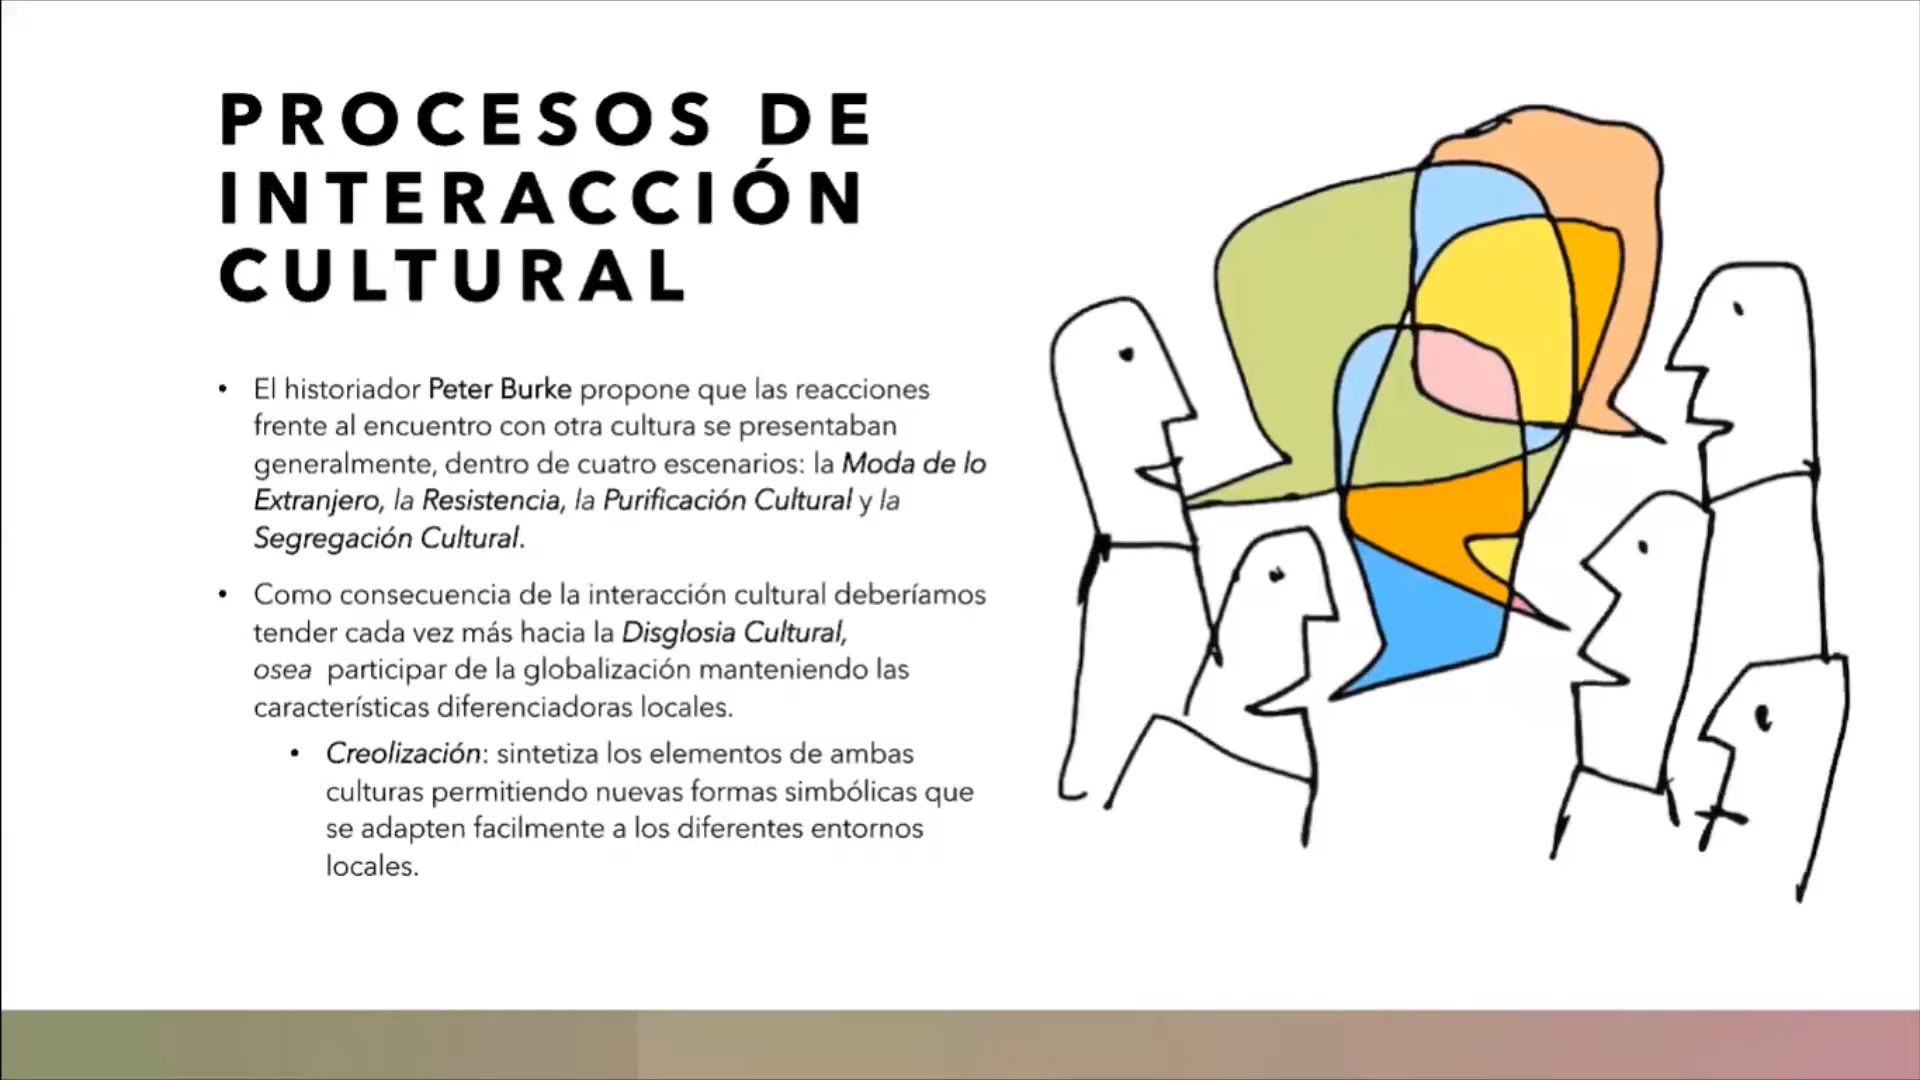 PROCESOS DE
INTERACCIÓN
CULTURAL
• El historiador Peter Burke propone que las reacciones
frente al encuentro con otra cultura se presentaban
generalmente, dentro de cuatro escenarios: la Moda de lo
Extranjero, la Resistencia, la Purificación Cultural y la
Segregación Cultural.
• Como consecuencia de la interacción cultural deberíamos
tender cada vez más hacia la Disglosia Cultural,
osea participar de la globalización manteniendo las
características diferenciadoras locales.
• Creolización: sintetiza los elementos de ambas
culturas permitiendo nuevas formas simbólicas que
se adapten facilmente a los diferentes entornos
locales.